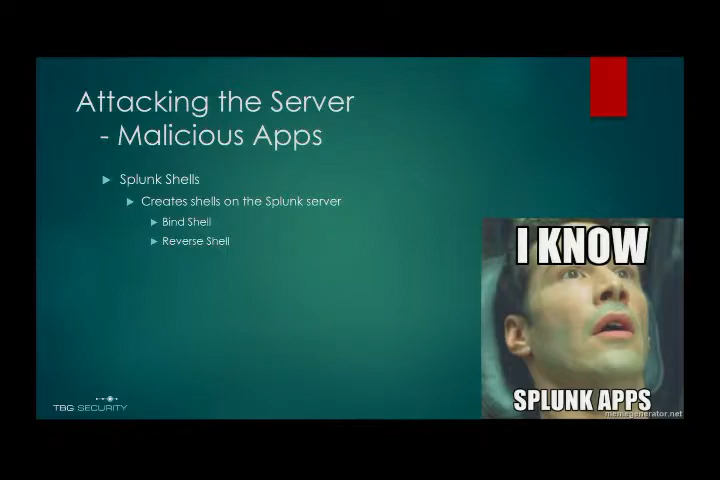 Attacking the Server
- Malicious Apps
Splunk Shells
Creates shells on the Splunk server
Bind Shell
Reverse Shell
I KNOW
SPLUNK APPS
memegenerator.net
TBG SECURITY